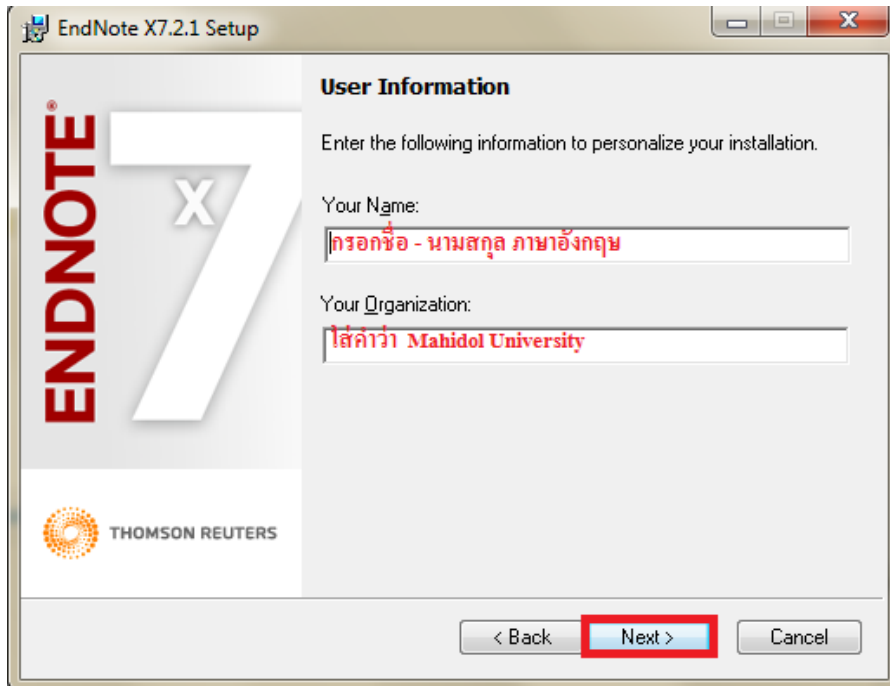 EndNote X7.2.1 Setup
ENDNOTE®
X7
THOMSON REUTERS
User Information
Enter the following information to personalize your installation.
Your Name:
กรอกชื่อ - นามสกุล ภาษาอังกฤษ
Your Organization:
ใส่คำว่า Mahidol University
< Back
Next >
Cancel